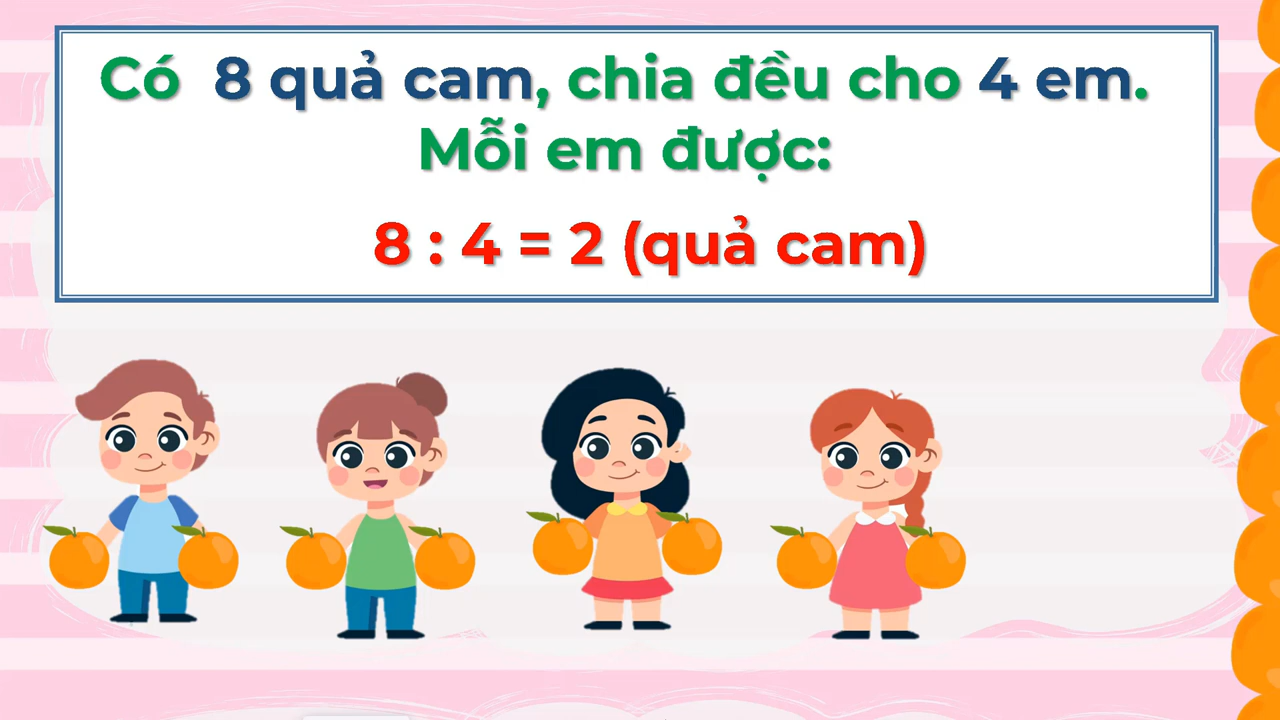 Có 8 quả cam, chia đều cho 4 em.
Mỗi em được:
8 : 4 = 2 (quả cam)